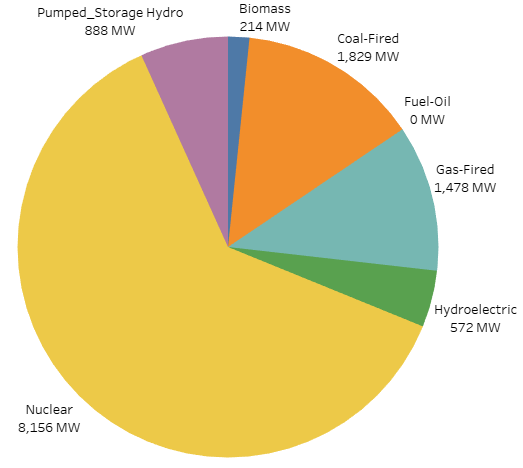 Pumped_Storage Hydro
888 MW
Biomass
214 MW
Coal-Fired
1,829 MW
Fuel-Oil
0 MW
Gas-Fired
1,478 MW
Hydroelectric
572 MW
Nuclear
8,156 MW